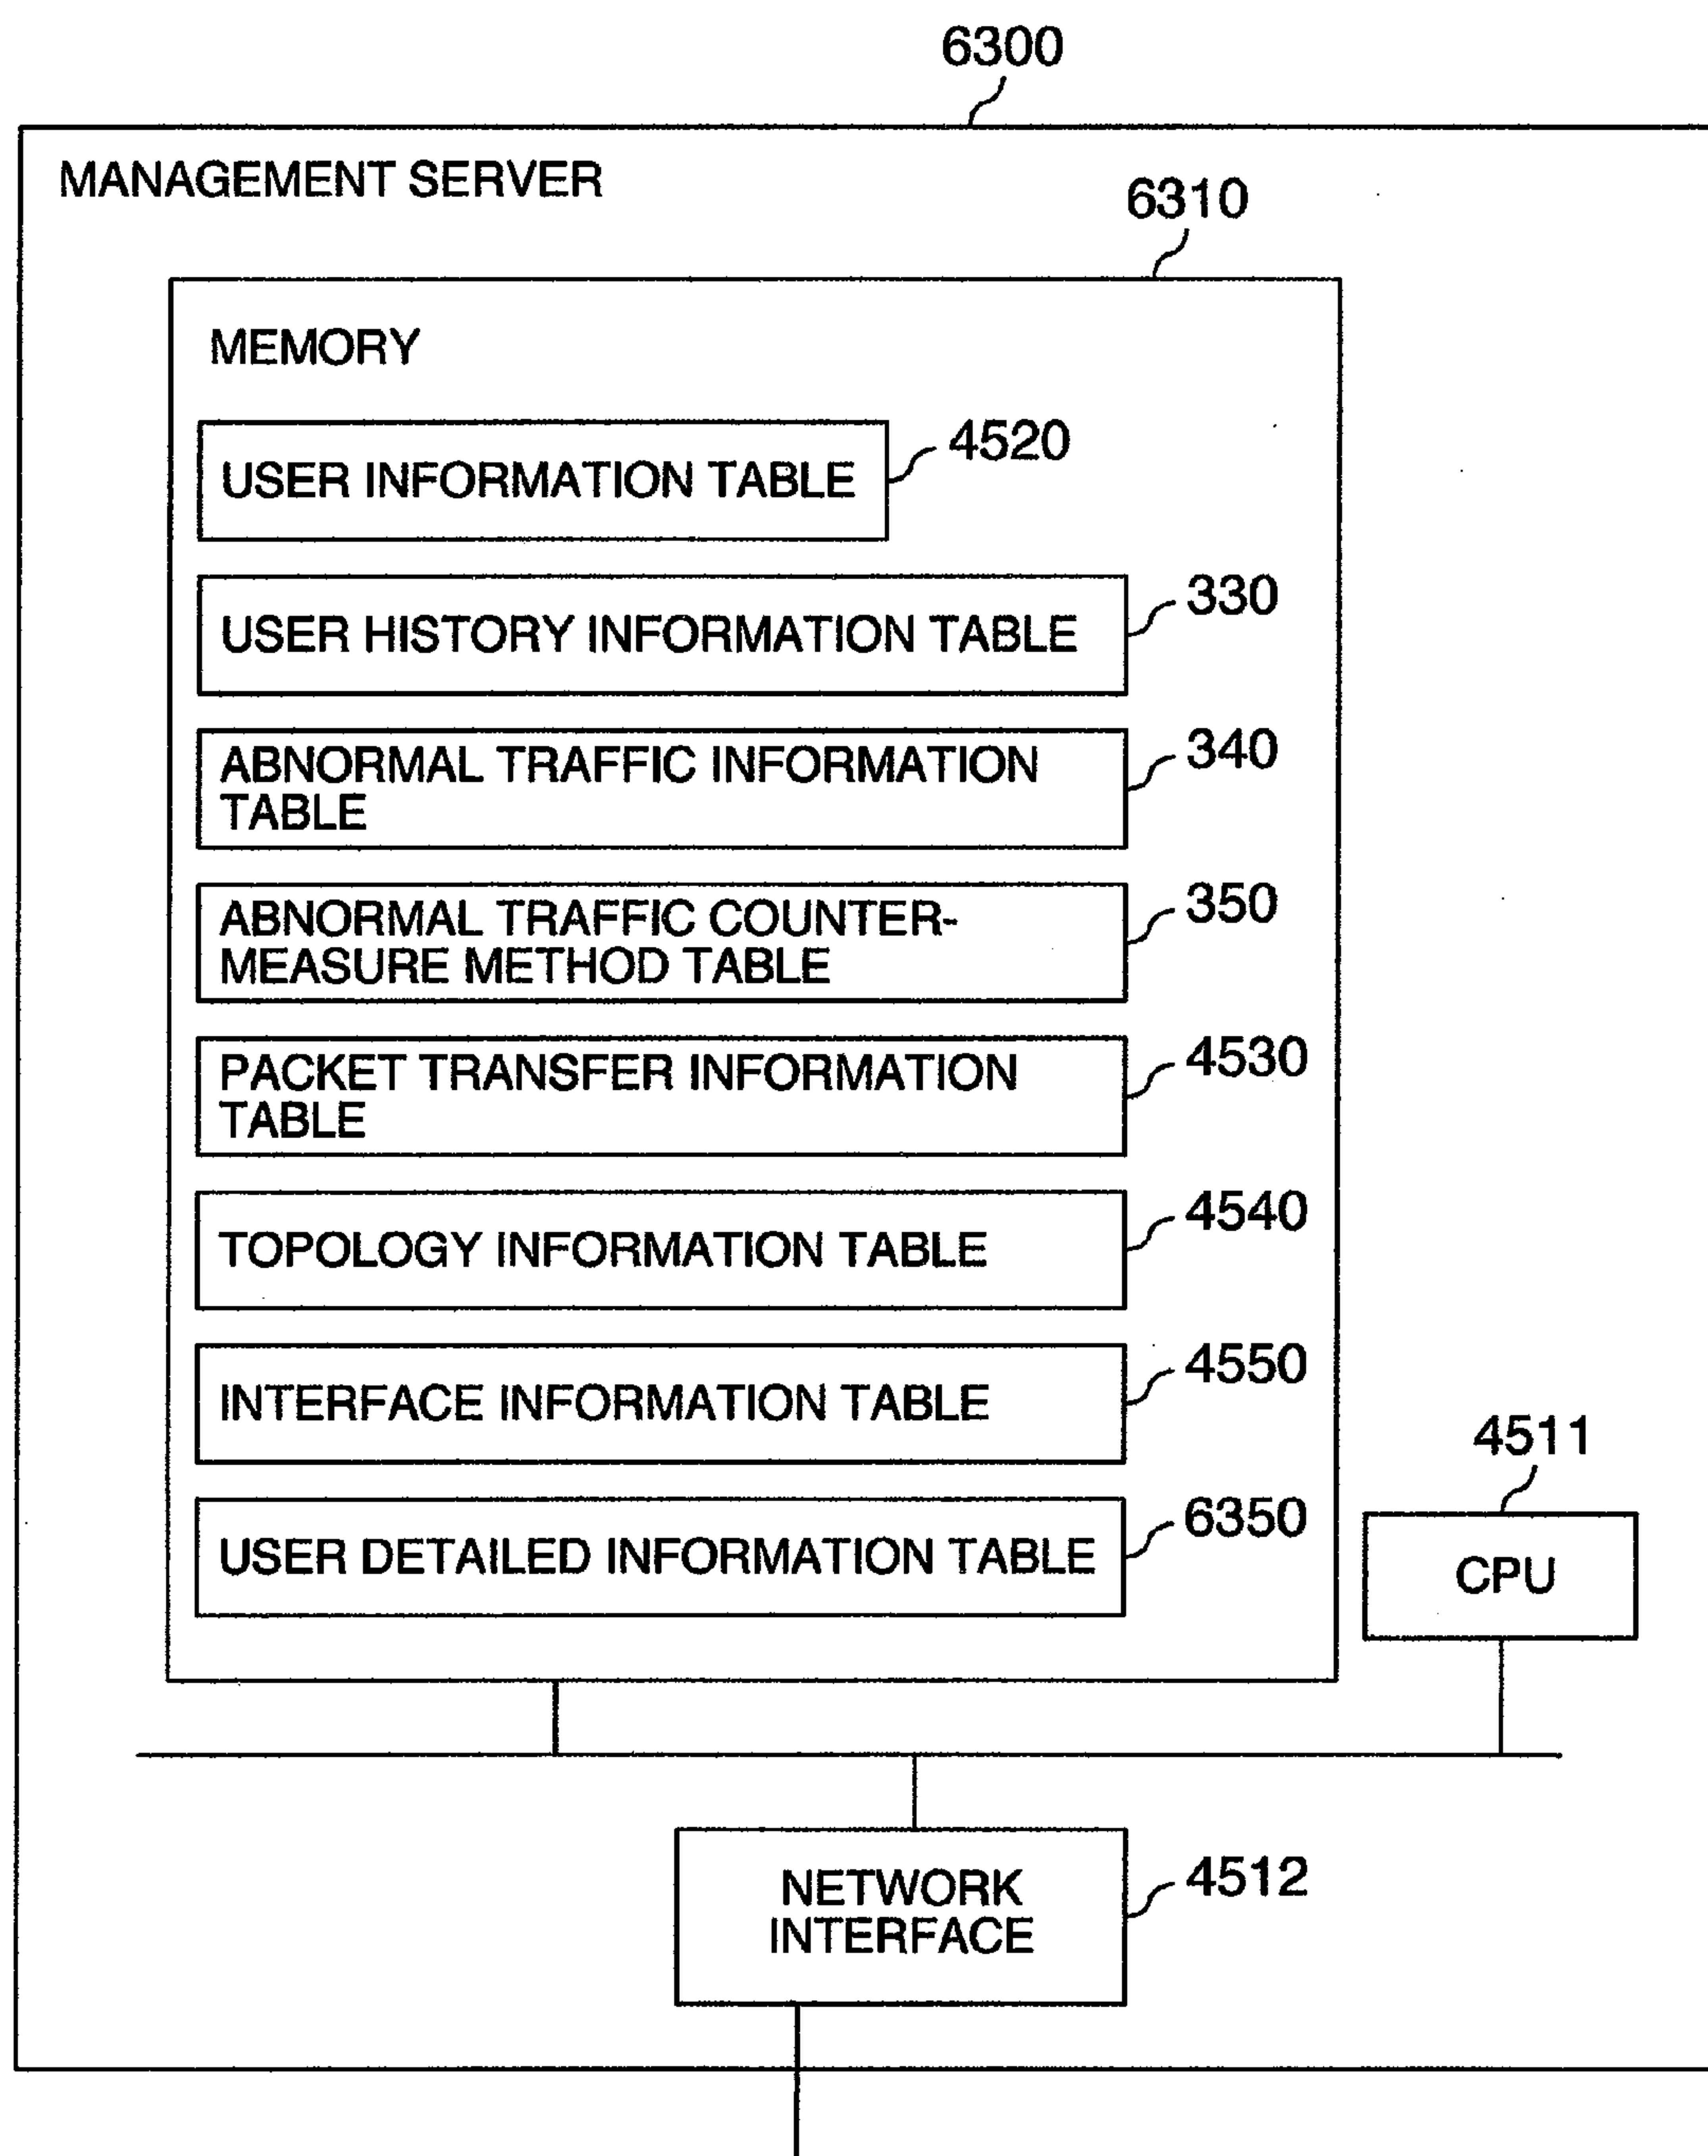 6300
MANAGEMENT SERVER
6310
MEMORY
4520
USER INFORMATION TABLE
330
USER HISTORY INFORMATION TABLE
340
ABNORMAL TRAFFIC INFORMATION
TABLE
350
ABNORMAL TRAFFIC COUNTER-
MEASURE METHOD TABLE
4530
PACKET TRANSFER INFORMATION
TABLE
4540
TOPOLOGY INFORMATION TABLE
4550
INTERFACE INFORMATION TABLE
4511
6350
USER DETAILED INFORMATION TABLE
CPU
4512
NETWORK
INTERFACE